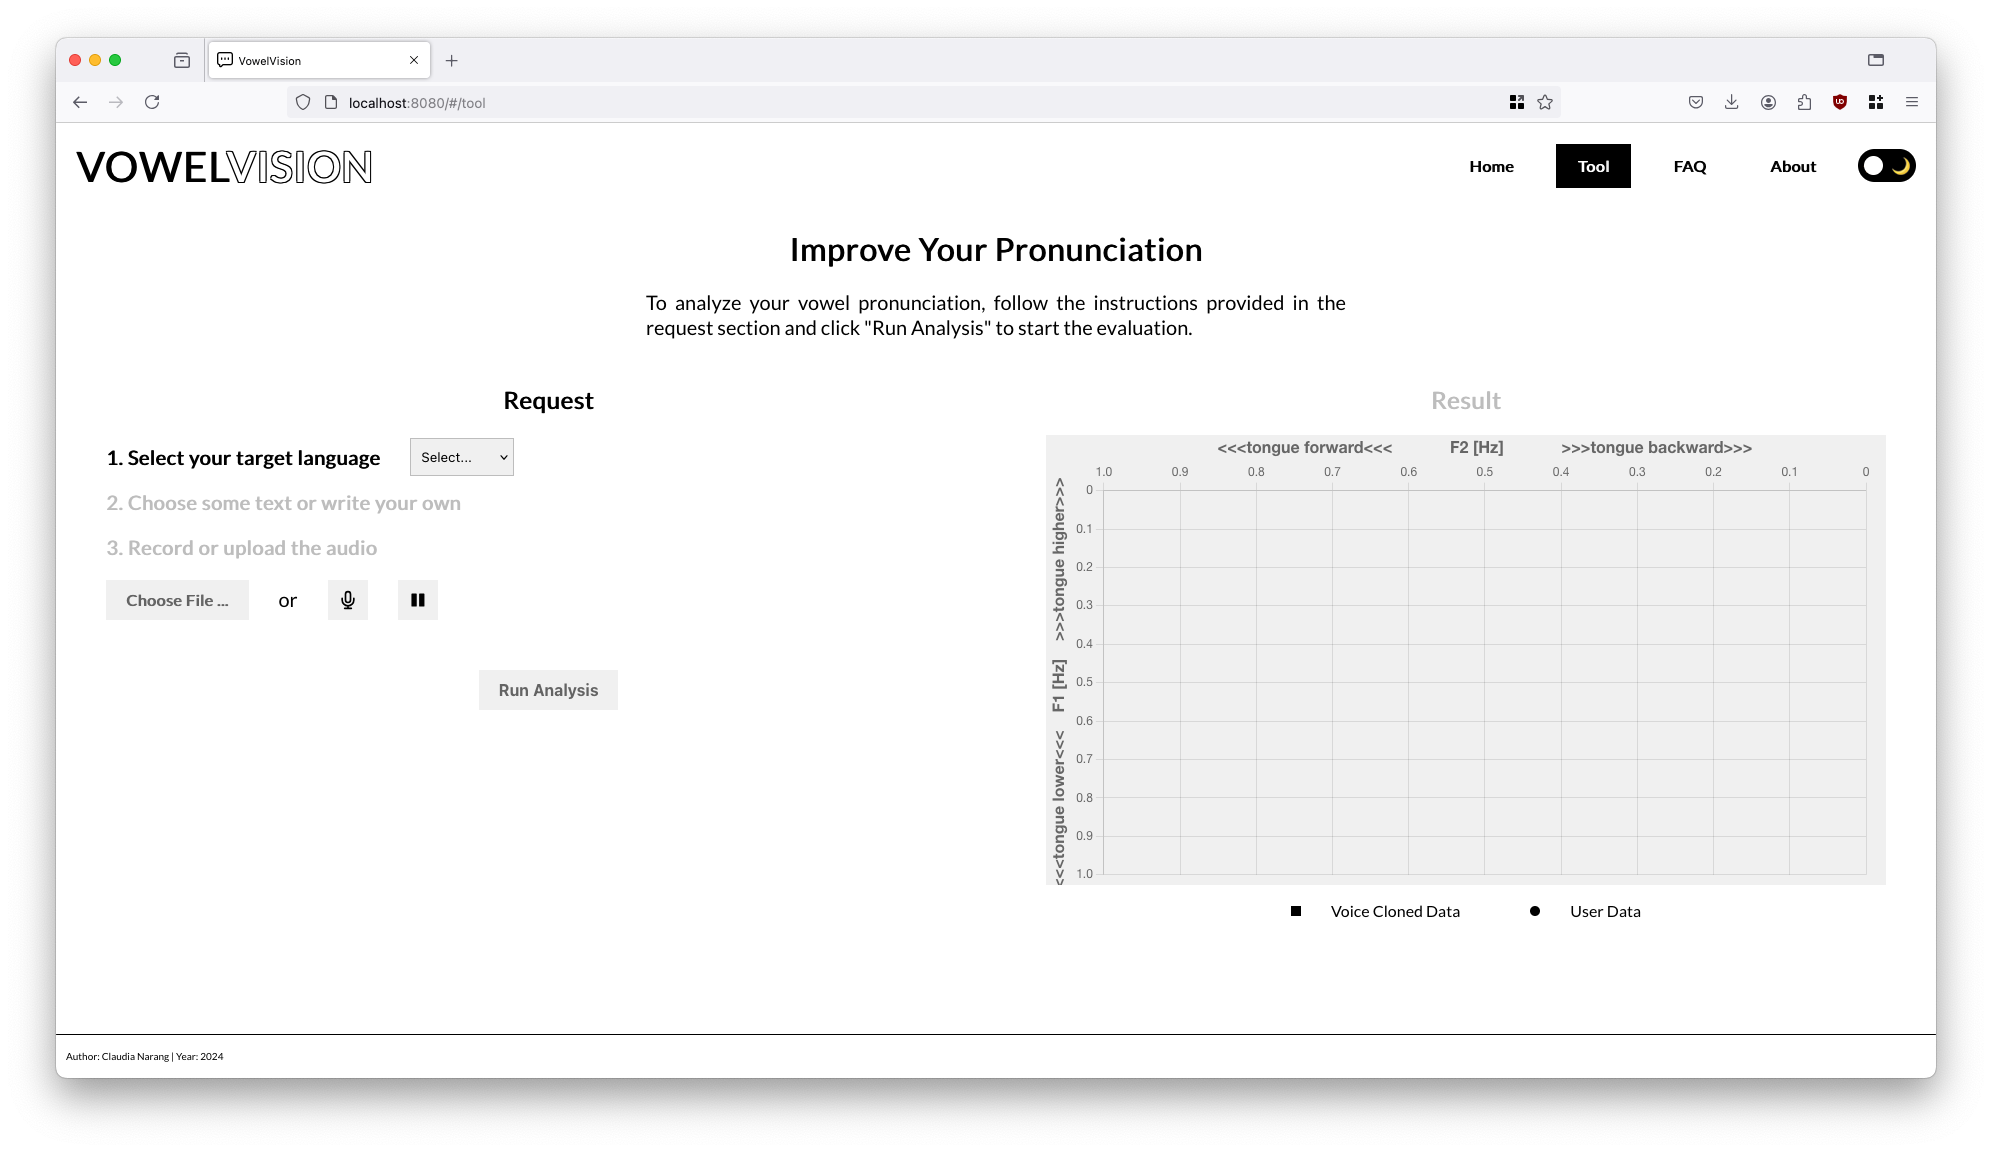 VowelVision
localhost:8080/#/tool
VOWELVISION
Home
Tool
FAQ
About
Improve Your Pronunciation
To analyze your vowel pronunciation, follow the instructions provided in the
request section and click "Run Analysis" to start the evaluation.
Request
1. Select your target language
Select...
2. Choose some text or write your own
3. Record or upload the audio
Choose File ...
or
Run Analysis
Result
<<<tongue forward<<< F2 [Hz] >>>tongue backward>>>
1.0 0.9 0.8 0.7 0.6 0.5 0.4 0.3 0.2 0.1 0
<<<tongue lower<<< F1 [Hz] >>>tongue higher>>>
0
0.1
0.2
0.3
0.4
0.5
0.6
0.7
0.8
0.9
1.0
Voice Cloned Data
User Data
Author: Claudia Narang | Year: 2024